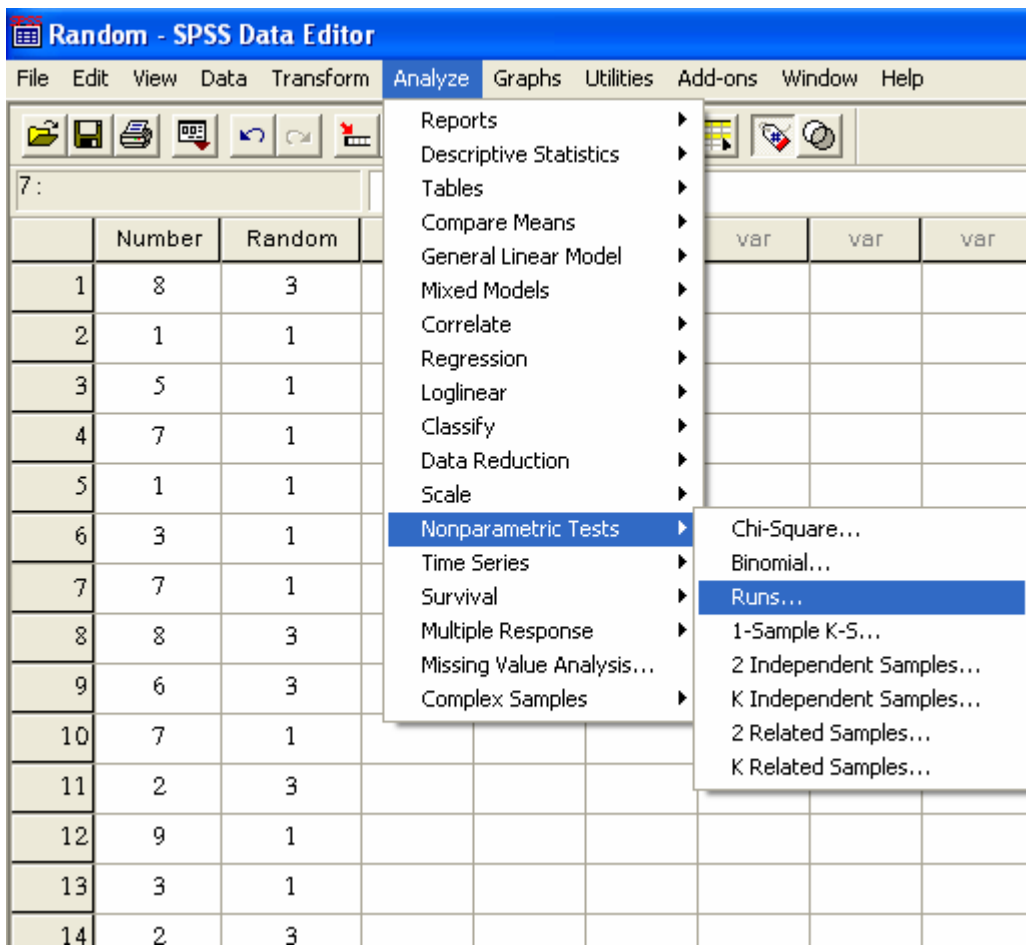 SPSS
Random - SPSS Data Editor
File Edit View Data Transform Analyze Graphs Utilities Add-ons Window Help
7 :
Number Random var var var
1 8 3
2 1 1
3 5 1
4 7 1
5 1 1
6 3 1
7 7 1
8 8 3
9 6 3
10 7 1
11 2 3
12 9 1
13 3 1
14 2 3
Reports
Descriptive Statistics
Tables
Compare Means
General Linear Model
Mixed Models
Correlate
Regression
Loglinear
Classify
Data Reduction
Scale
Nonparametric Tests
Time Series
Survival
Multiple Response
Missing Value Analysis...
Complex Samples
Chi-Square...
Binomial...
Runs...
1-Sample K-S...
2 Independent Samples...
K Independent Samples...
2 Related Samples...
K Related Samples...